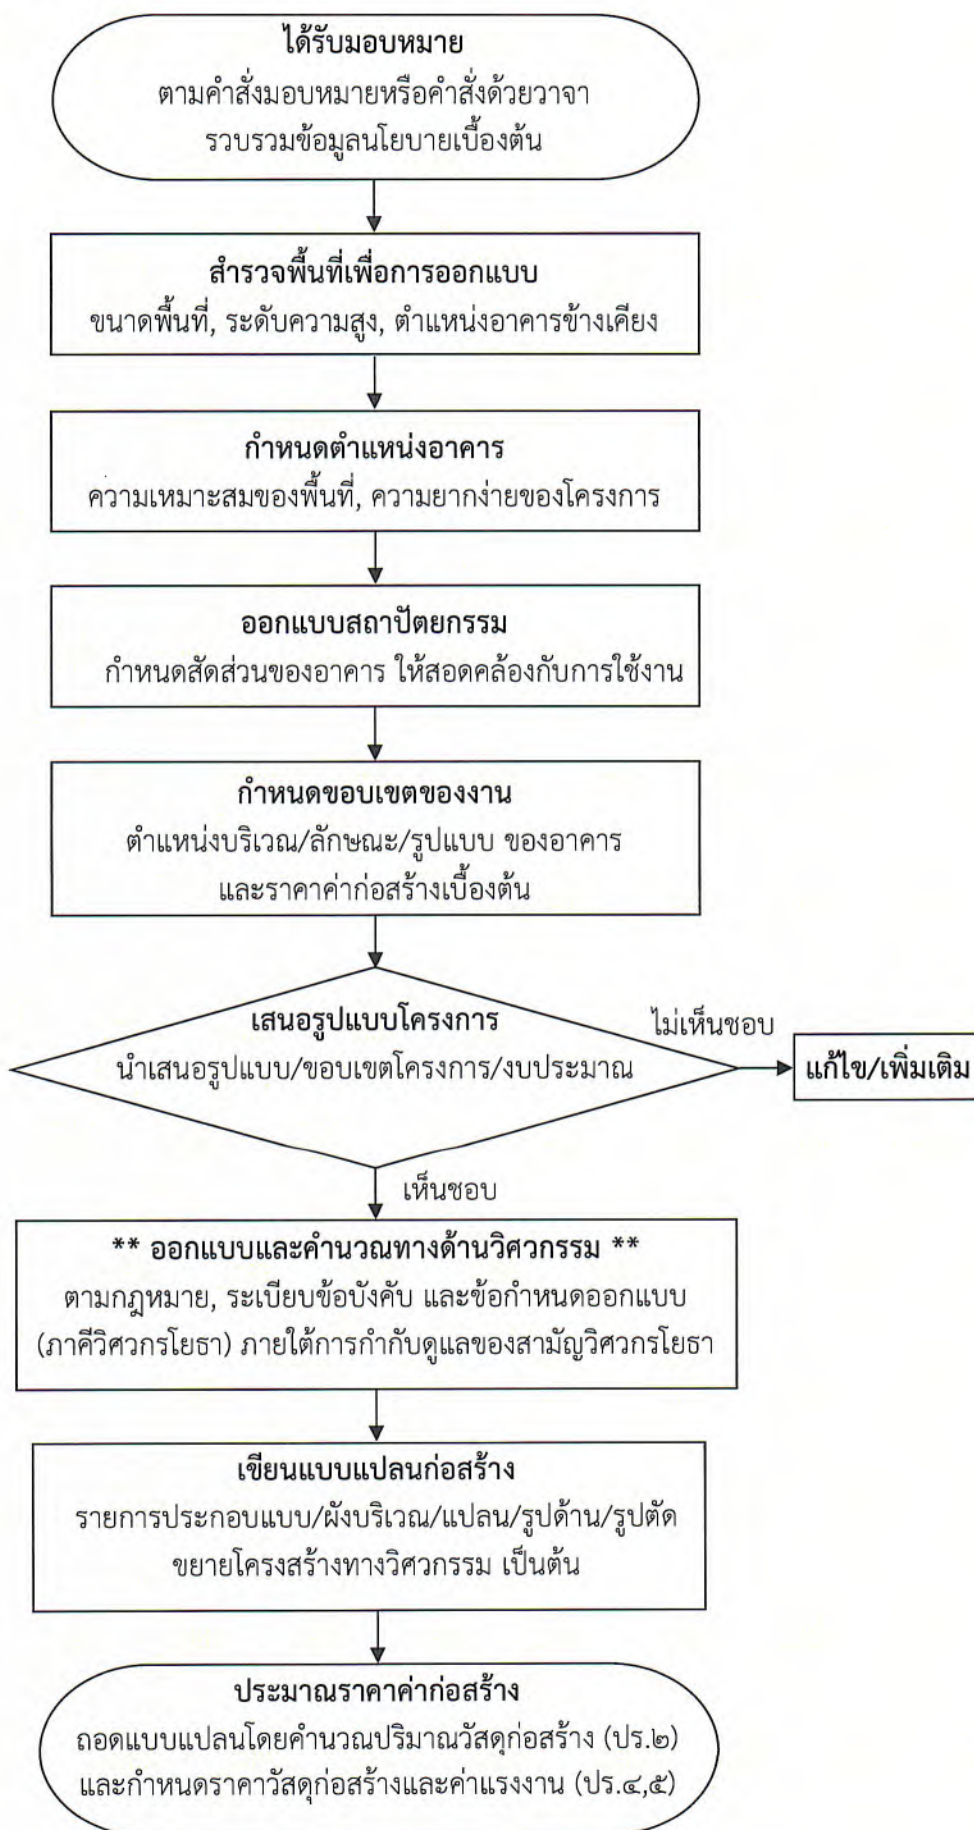 ได้รับมอบหมาย
ตามคำสั่งมอบหมายหรือคำสั่งด้วยวาจา
รวบรวมข้อมูลนโยบายเบื้องต้น
สำรวจพื้นที่เพื่อการออกแบบ
ขนาดพื้นที่, ระดับความสูง, ตำแหน่งอาคารข้างเคียง
กำหนดตำแหน่งอาคาร
ความเหมาะสมของพื้นที่, ความยากง่ายของโครงการ
ออกแบบสถาปัตยกรรม
กำหนดสัดส่วนของอาคาร ให้สอดคล้องกับการใช้งาน
กำหนดขอบเขตของงาน
ตำแหน่งบริเวณ/ลักษณะ/รูปแบบ ของอาคาร
และราคาค่าก่อสร้างเบื้องต้น
เสนอรูปแบบโครงการ
นำเสนอรูปแบบ/ขอบเขตโครงการ/งบประมาณ
ไม่เห็นชอบ
แก้ไข/เพิ่มเติม
เห็นชอบ
** ออกแบบและคำนวณทางด้านวิศวกรรม **
ตามกฎหมาย, ระเบียบข้อบังคับ และข้อกำหนดออกแบบ
(ภาคีวิศวกรโยธา) ภายใต้การกำกับดูแลของสามัญวิศวกรโยธา
เขียนแบบแปลนก่อสร้าง
รายการประกอบแบบ/ผังบริเวณ/แปลน/รูปด้าน/รูปตัด
ขยายโครงสร้างทางวิศวกรรม เป็นต้น
ประมาณราคาค่าก่อสร้าง
ถอดแบบแปลนโดยคำนวณปริมาณวัสดุก่อสร้าง (ปร.๒)
และกำหนดราคาวัสดุก่อสร้างและค่าแรงงาน (ปร.๔,๕)